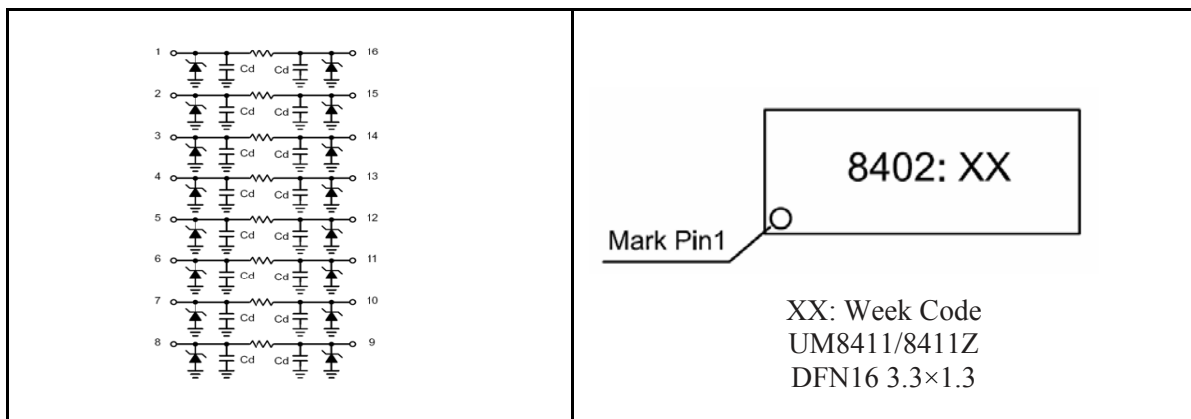 1 Cd Cd 16
2 Cd Cd 15
3 Cd Cd 14
4 Cd Cd 13
5 Cd Cd 12
6 Cd Cd 11
7 Cd Cd 10
8 Cd Cd 9
8402: XX
Mark Pin1
XX: Week Code
UM8411/8411Z
DFN16 3.3×1.3